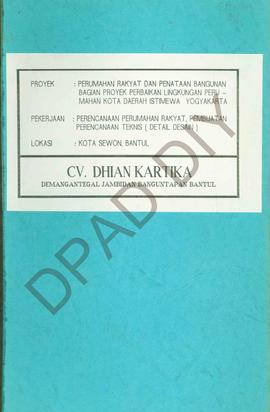 PROYEK : PERUMAHAN RAKYAT DAN PENATAAN BANGUNAN
BAGIAN PROYEK PERBAIKAN LINGKUNGAN PERU -
MAHAN KOTA DAERAH ISTIMEWA YOGYAKARTA
PEKERJAAN : PERENCANAAN PERUMAHAN RAKYAT, PEMBUATAN
PERENCANAAN TEKNIS ( DETAIL DESAIN )
LOKASI : KOTA SEWON, BANTUL
CV. DHIAN KARTIKA
DEMANGANTEGAL JAMBIDAN BANGUNTAPAN BANTUL
DPAD DIY